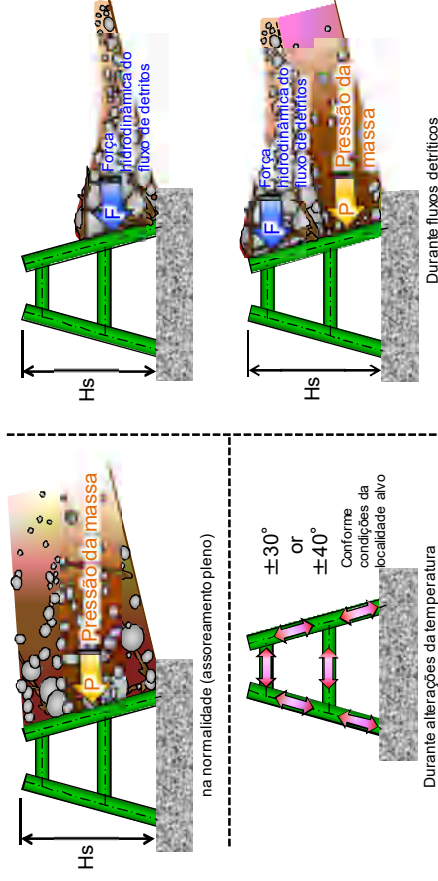 Hs
P
Pressão da massa
na normalidade (assoreamento pleno)
±30°
or
±40°
Conforme
condições da
localidade alvo
Durante alterações da temperatura
Hs
F
Força
hidrodinâmica do
fluxo de detritos
Hs
F
Força
hidrodinâmica do
fluxo de detritos
P
Pressão da
massa
Durante fluxos detríticos